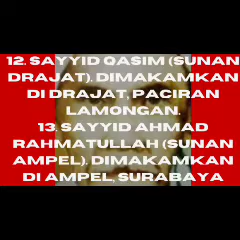 12. SAYYID QASIM (SUNAN
DRAJAT). DIMAKAMKAN
DI DRAJAT, PACIRAN
LAMONGAN.
13. SAYYID AHMAD
RAHMATULLAH (SUNAN
AMPEL). DIMAKAMKAN
DI AMPEL, SURABAYA